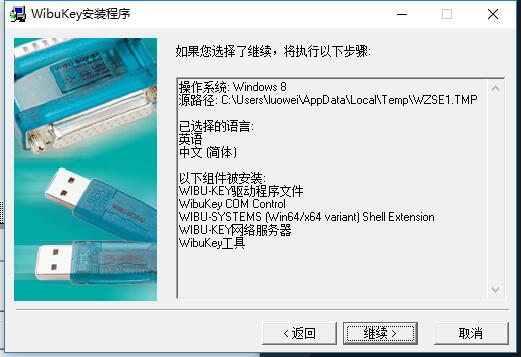 WibuKey安装程序
如果您选择了继续，将执行以下步骤:
操作系统: Windows 8
源路径: C:\Users\luowei\AppData\Local\Temp\WZSE1.TMP
已选择的语言:
英语
中文 (简体)
以下组件被安装:
WIBU-KEY驱动程序文件
WibuKey COM Control
WIBU-SYSTEMS (Win64/x64 variant) Shell Extension
WIBU-KEY网络服务器
WibuKey工具
< 返回
继续 >
取消